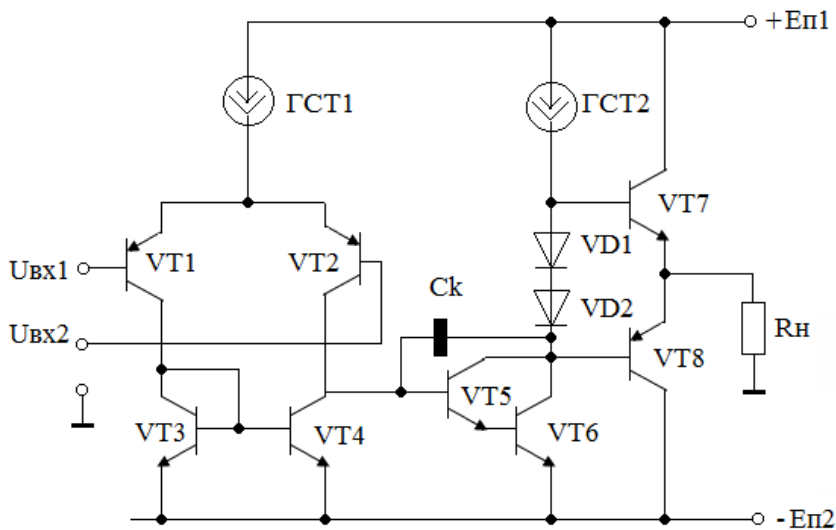 +Еп1
ГСТ1
ГСТ2
VT7
Uвх1
VT1
VT2
VD1
Ck
VD2
Uвх2
Rн
VT8
VT5
VT3
VT4
VT6
-Еп2